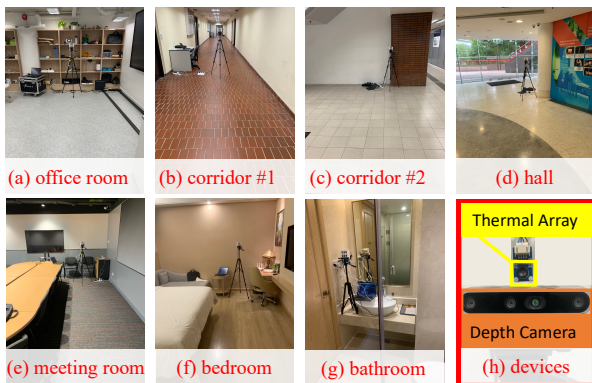 (a) office room
(b) corridor #1
(c) corridor #2
(d) hall
(e) meeting room
(f) bedroom
(g) bathroom
Thermal Array
Depth Camera
(h) devices